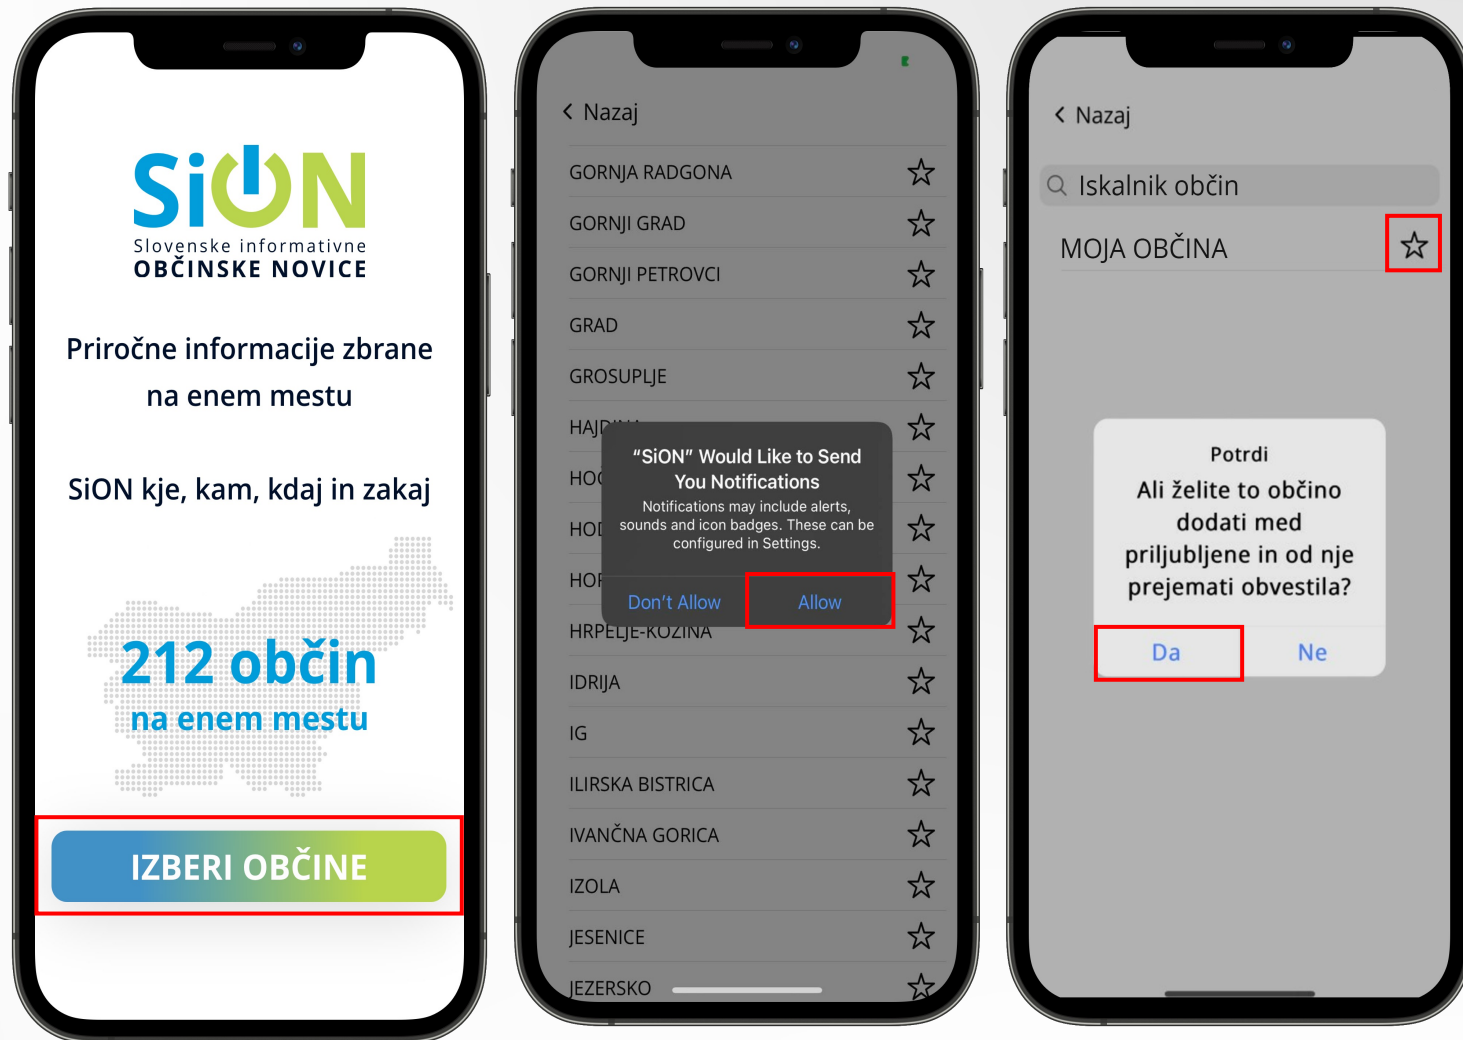 SiON
Slovenske informativne
OBČINSKE NOVICE
Priročne informacije zbrane
na enem mestu
SiON kje, kam, kdaj in zakaj
212 občin
na enem mestu
IZBERI OBČINE
Nazaj
GORNJA RADGONA
GORNJI GRAD
GORNJI PETROVCI
GRAD
GROSUPLJE
"SiON" Would Like to Send
You Notifications
Notifications may include alerts,
sounds and icon badges. These can be
configured in Settings.
Don't Allow Allow
HRPELJE-KOZINA
IDRIJA
IG
ILIRSKA BISTRICA
IVANČNA GORICA
IZOLA
JESENICE
JEZERSKO
Nazaj
Iskalnik občin
MOJA OBČINA
Potrdi
Ali želite to občino
dodati med
priljubljene in od nje
prejemati obvestila?
Da Ne